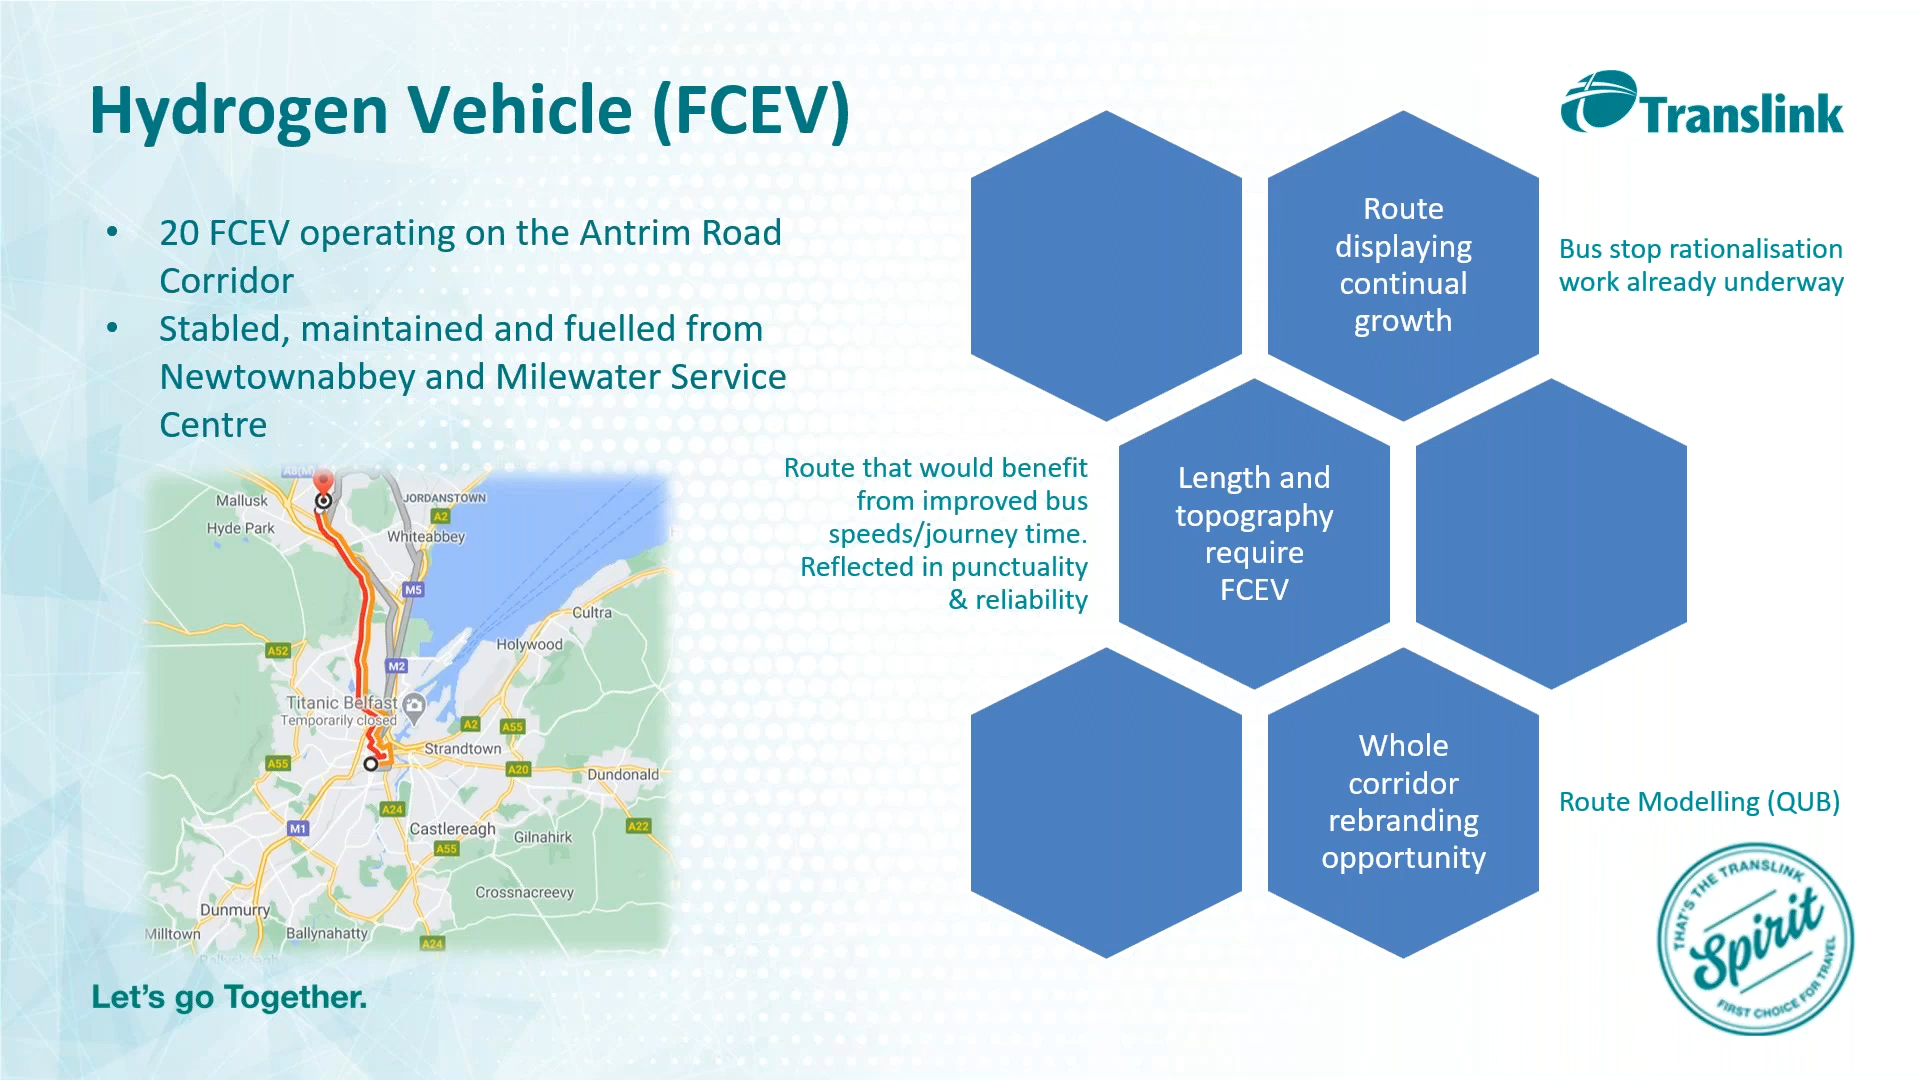 Hydrogen Vehicle (FCEV)
Translink
• 20 FCEV operating on the Antrim Road
Corridor
• Stabled, maintained and fuelled from
Newtownabbey and Milewater Service
Centre
Route
displaying
continual
growth
Bus stop rationalisation
work already underway
Route that would benefit
from improved bus
speeds/journey time.
Reflected in punctuality
& reliability
Length and
topography
require
FCEV
Whole
corridor
rebranding
opportunity
Route Modelling (QUB)
A8(M)
Mallusk
JORDANSTOWN
A2
Hyde Park
Whiteabbey
M5
Cultra
A52
Holywood
M2
Titanic Belfast
Temporarily closed
A2
A55
Strandtown
A55
A20
Dundonald
A24
M1
Castlereagh
Gilnahirk
A22
A55
Crossnacreevy
Dunmurry
Milltown
Ballynahatty
A24
THAT'S THE TRANSLINK
Spirit
FIRST CHOICE FOR TRAVEL
Let's go Together.